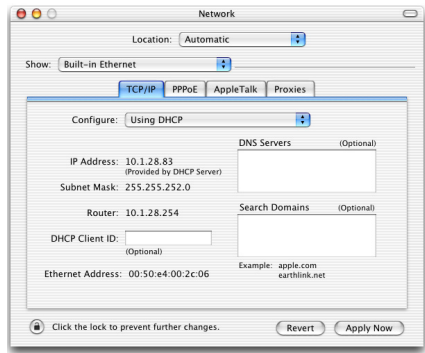 Network
Location: Automatic
Show: Built-in Ethernet
TCP/IP PPPoE AppleTalk Proxies
Configure: Using DHCP
DNS Servers (Optional)
IP Address: 10.1.28.83
(Provided by DHCP Server)
Subnet Mask: 255.255.252.0
Router: 10.1.28.254
Search Domains (Optional)
DHCP Client ID:
(Optional)
Example: apple.com
earthlink.net
Ethernet Address: 00:50:e4:00:2c:06
Click the lock to prevent further changes.
Revert Apply Now